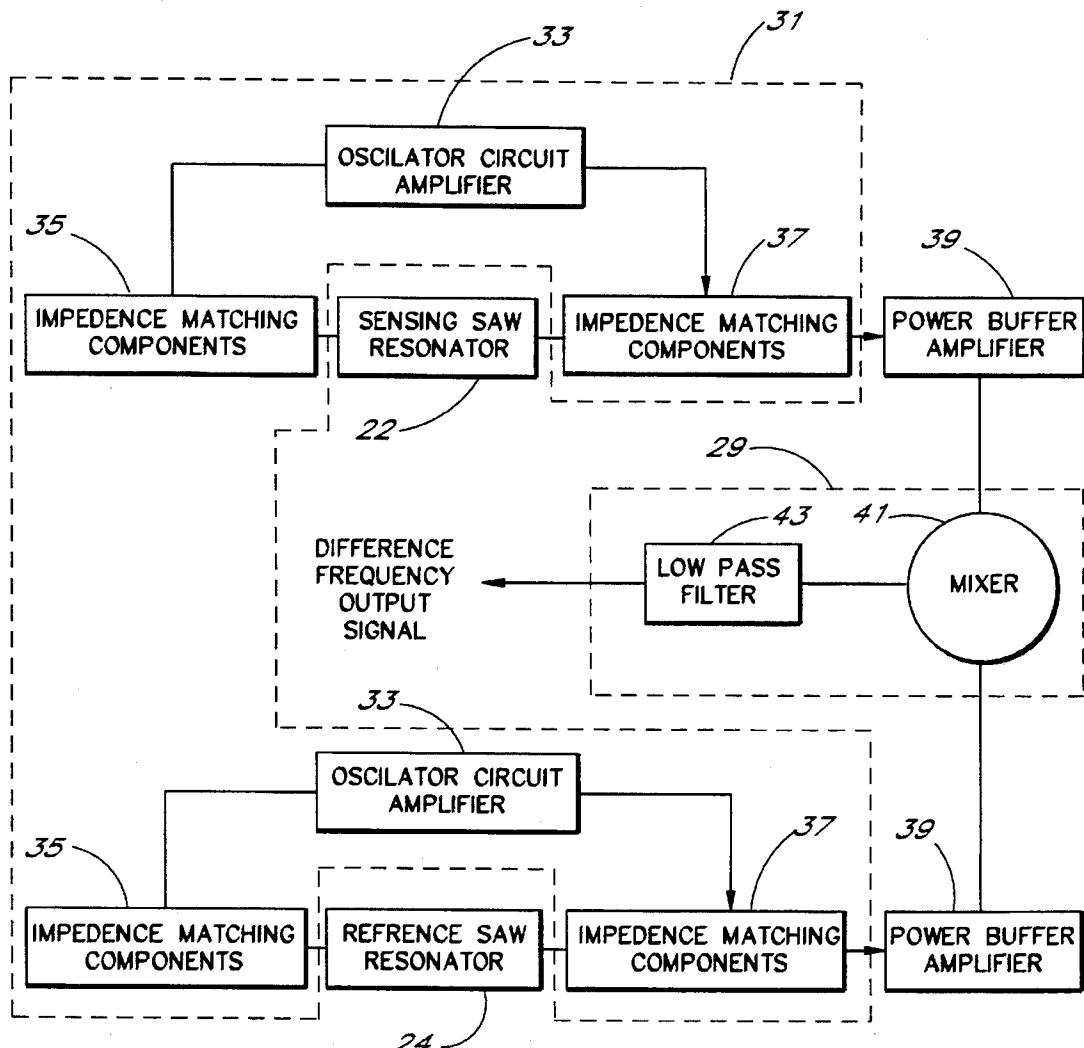 33
31
OSCILATOR CIRCUIT
AMPLIFIER
35
37
39
IMPEDENCE MATCHING
COMPONENTS
SENSING SAW
RESONATOR
IMPEDENCE MATCHING
COMPONENTS
POWER BUFFER
AMPLIFIER
22
29
43
41
DIFFERENCE
FREQUENCY
OUTPUT
SIGNAL
LOW PASS
FILTER
MIXER
33
OSCILATOR CIRCUIT
AMPLIFIER
35
37
39
IMPEDENCE MATCHING
COMPONENTS
REFRENCE SAW
RESONATOR
IMPEDENCE MATCHING
COMPONENTS
POWER BUFFER
AMPLIFIER
24